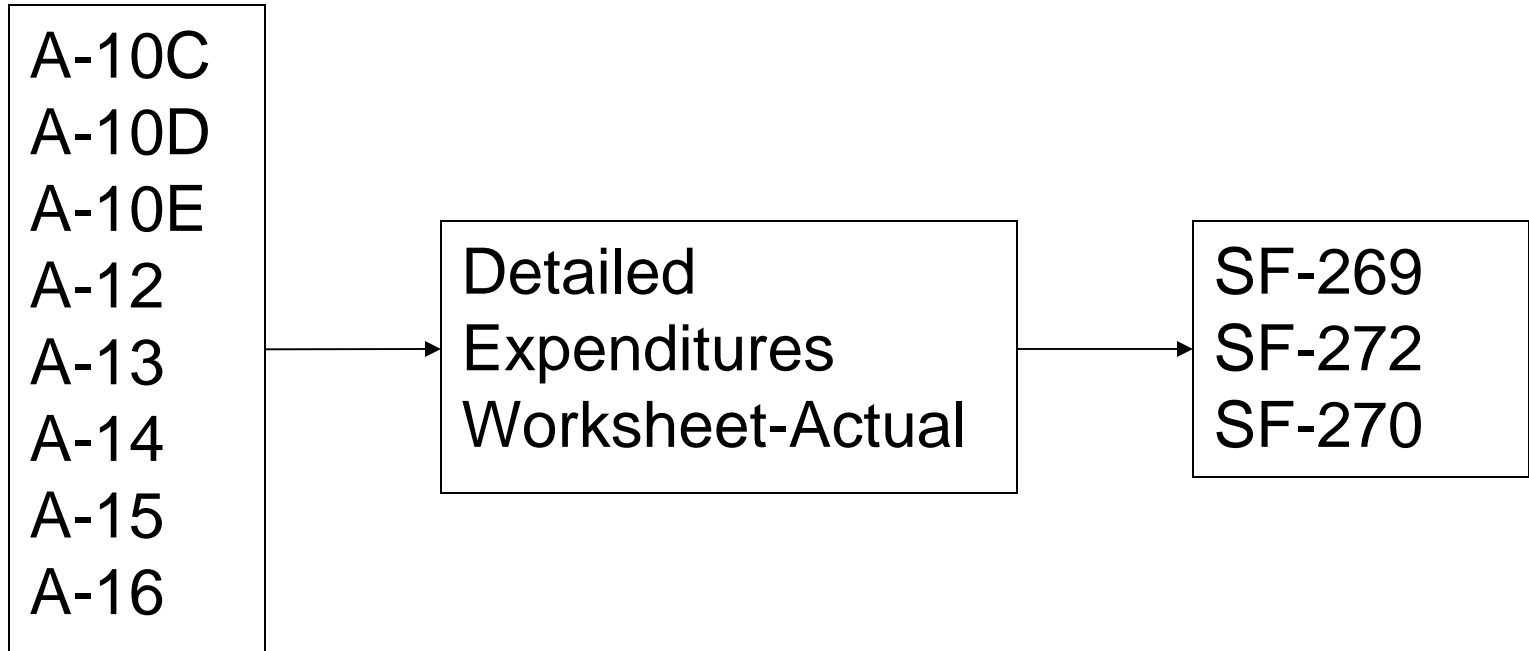 A-10C
A-10D
A-10E
A-12
A-13
A-14
A-15
A-16
Detailed
Expenditures
Worksheet-Actual
SF-269
SF-272
SF-270